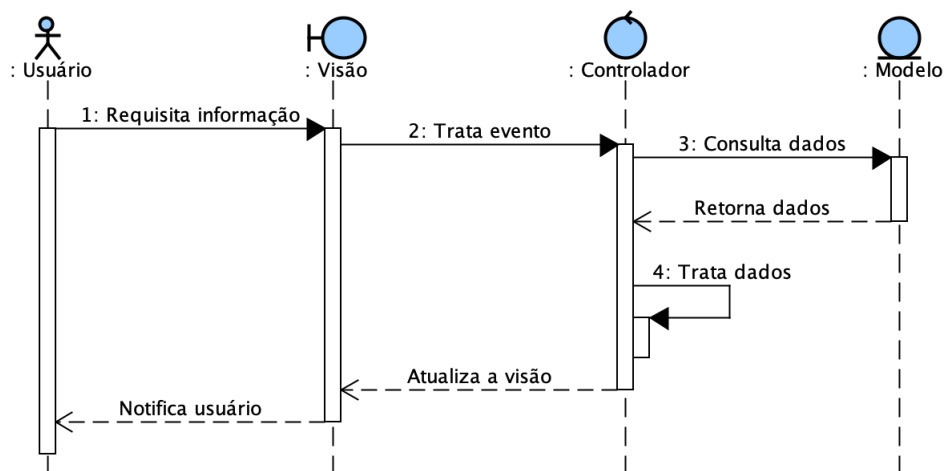 : Usuário
: Visão
: Controlador
: Modelo
1: Requisita informação
2: Trata evento
3: Consulta dados
Retorna dados
4: Trata dados
Atualiza a visão
Notifica usuário